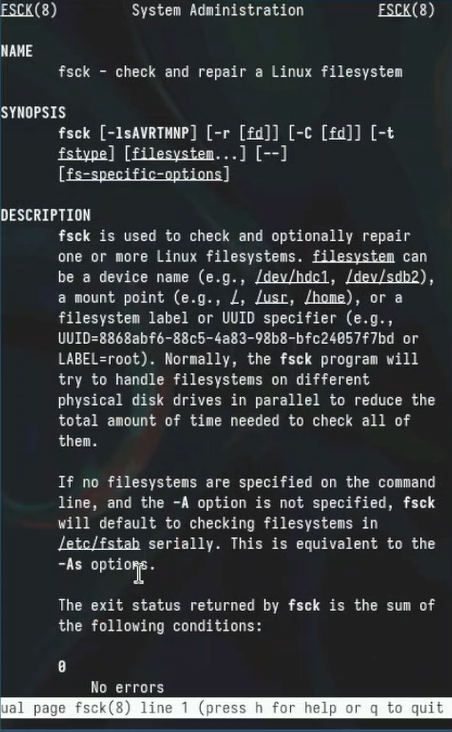 FSCK(8) System Administration FSCK(8)
NAME
fsck - check and repair a Linux filesystem
SYNOPSIS
fsck [-lsAVRTMNP] [-r [fd]] [-C [fd]] [-t
fstype] [filesystem...] [--]
[fs-specific-options]
DESCRIPTION
fsck is used to check and optionally repair
one or more Linux filesystems. filesystem can
be a device name (e.g., /dev/hdc1, /dev/sdb2),
a mount point (e.g., /, /usr, /home), or a
filesystem label or UUID specifier (e.g.,
UUID=8868abf6-88c5-4a83-98b8-bfc24057f7bd or
LABEL=root). Normally, the fsck program will
try to handle filesystems on different
physical disk drives in parallel to reduce the
total amount of time needed to check all of
them.
If no filesystems are specified on the command
line, and the -A option is not specified, fsck
will default to checking filesystems in
/etc/fstab serially. This is equivalent to the
-As options.
The exit status returned by fsck is the sum of
the following conditions:
0
No errors
ual page fsck(8) line 1 (press h for help or q to quit